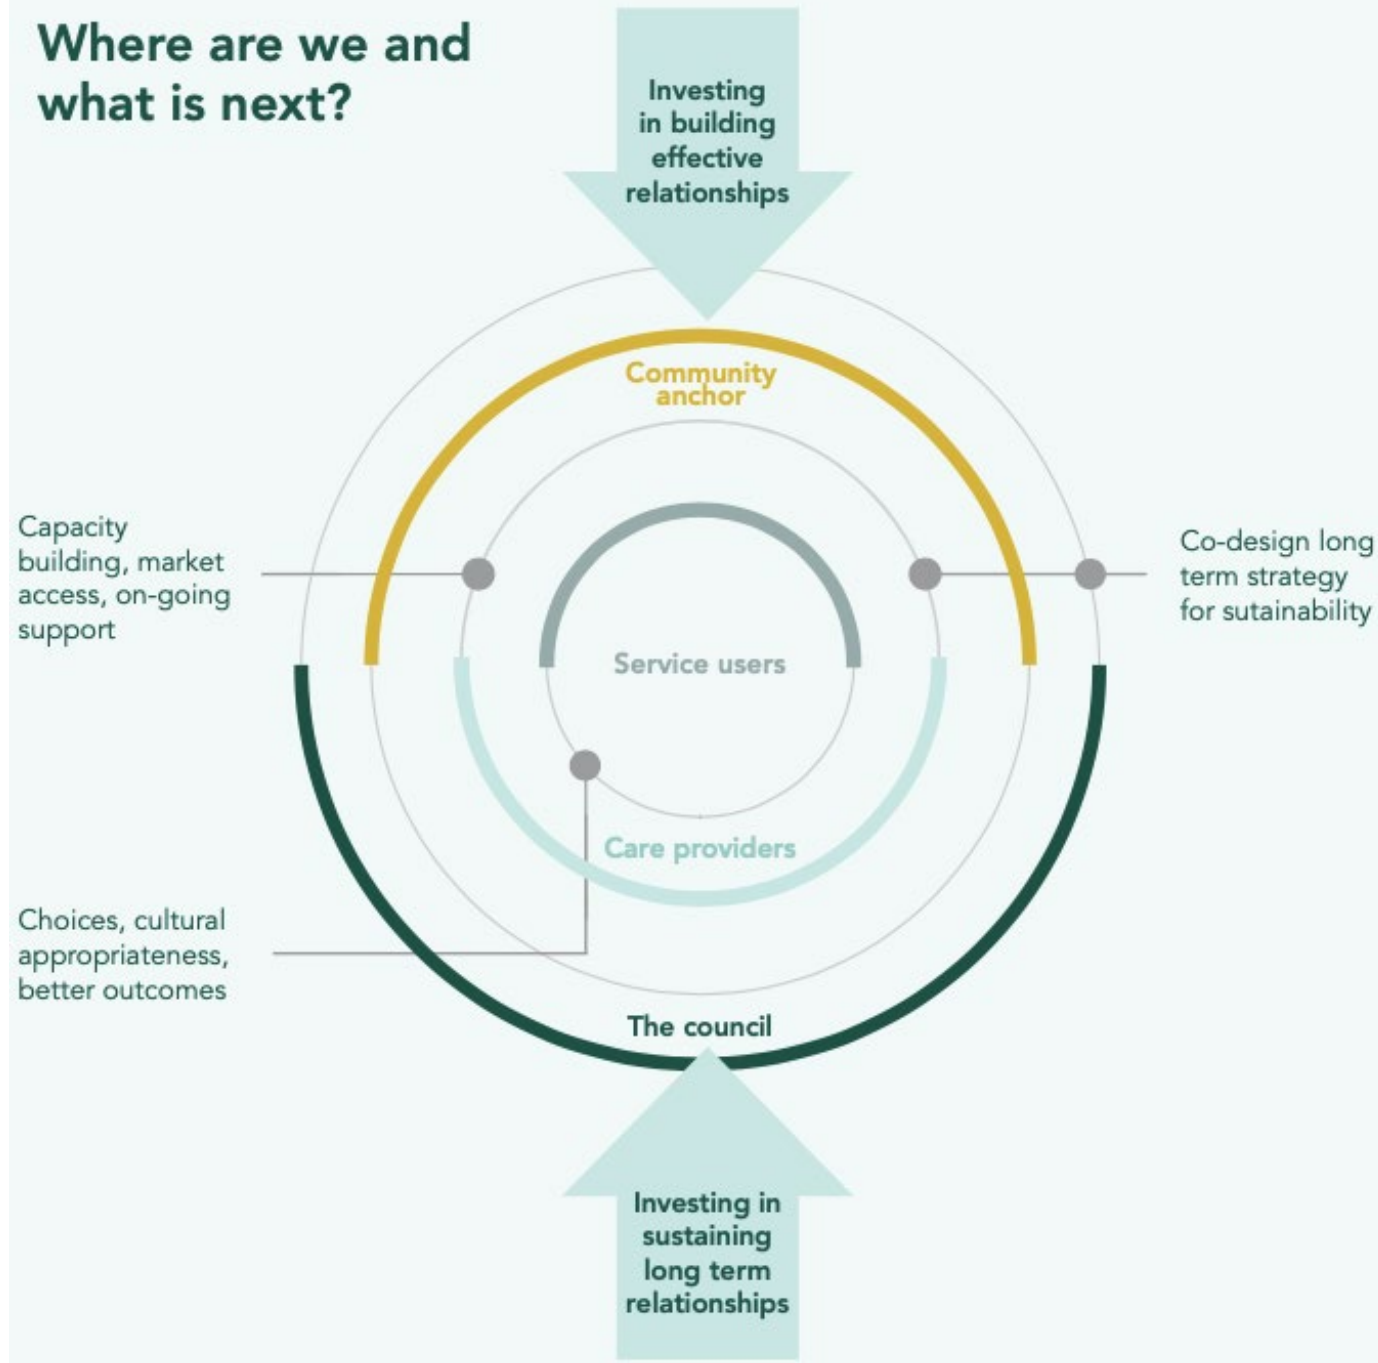 Where are we and
what is next?
Investing
in building
effective
relationships
Community
anchor
Capacity
building, market
access, on-going
support
Co-design long
term strategy
for sutainability
Service users
Care providers
Choices, cultural
appropriateness,
better outcomes
The council
Investing in
sustaining
long term
relationships